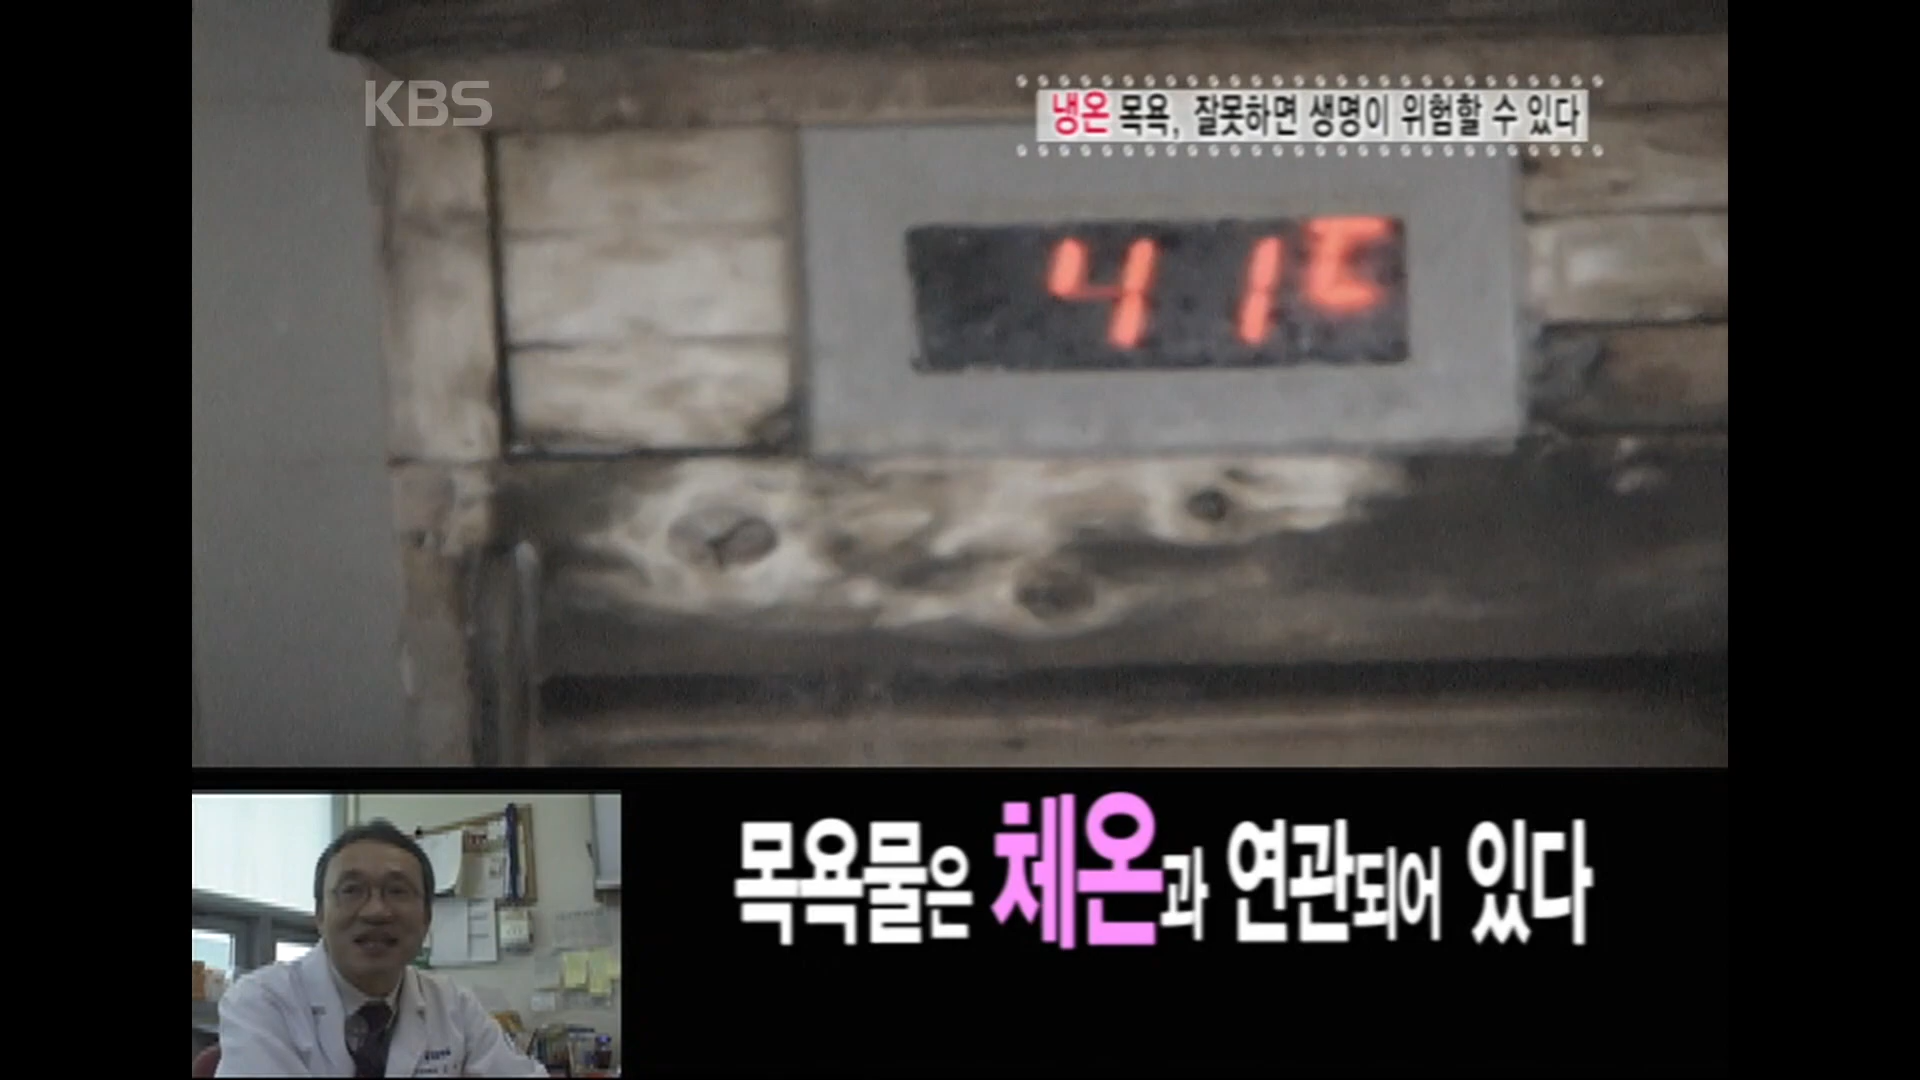 KBS
냉온 목욕, 잘못하면 생명이 위험할 수 있다
41℃
목욕물은 체온과 연관되어 있다